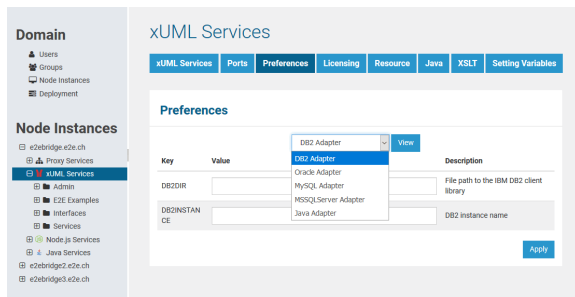 Domain
Users
Groups
Node Instances
Deployment
Node Instances
e2ebridge.e2e.ch
Proxy Services
xUML Services
Admin
E2E Examples
Interfaces
Services
Node.js Services
Java Services
e2ebridge2.e2e.ch
e2ebridge3.e2e.ch
xUML Services
xUML Services Ports Preferences Licensing Resource Java XSLT Setting Variables
Preferences
DB2 Adapter View
DB2 Adapter
Oracle Adapter
MySQL Adapter
MSSQLServer Adapter
Java Adapter
Key Value Description
DB2DIR File path to the IBM DB2 client
library
DB2INSTAN DB2 instance name
CE
Apply